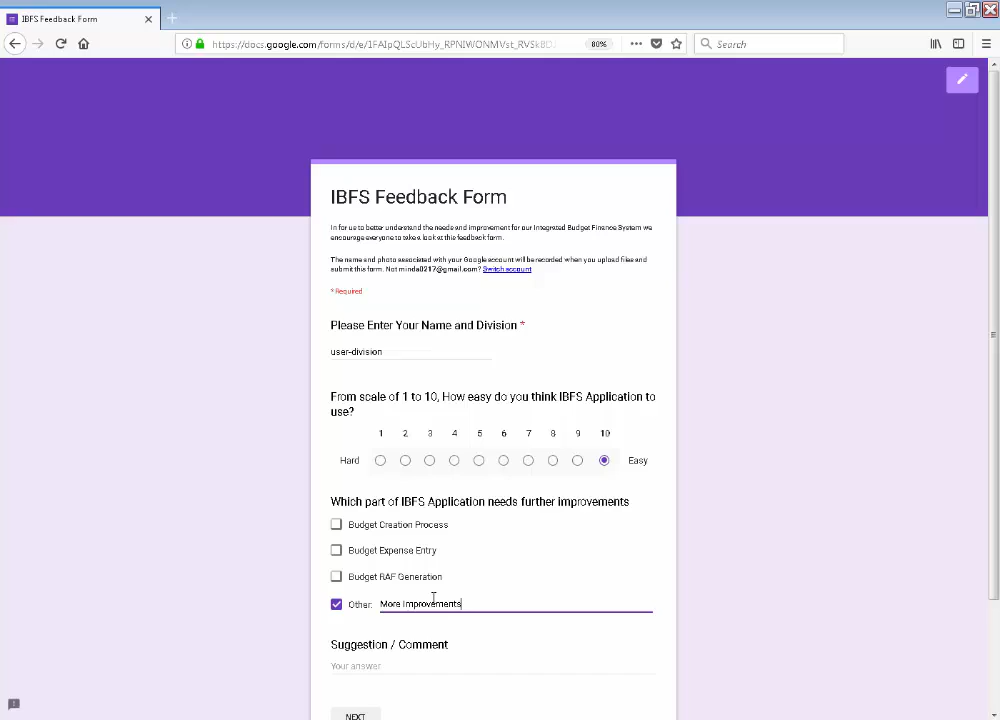 IBFS Feedback Form
https://docs.google.com/forms/d/e/1FAIpQLScUbHy_RPNIWONMVst_RVSkBD
80%
Search
IBFS Feedback Form
In for us to better understand the needs and improvement for our Integrated Budget Finance System we
encourage everyone to take a look at this feedback form.
The name and photo associated with your Google account will be recorded when you upload files and
submit this form. Not minda0217@gmail.com? Switch account
* Required
Please Enter Your Name and Division *
user-division
From scale of 1 to 10, How easy do you think IBFS Application to
use?
1 2 3 4 5 6 7 8 9 10
Hard Easy
Which part of IBFS Application needs further improvements
Budget Creation Process
Budget Expense Entry
Budget RAF Generation
Other: More Improvements
Suggestion / Comment
Your answer
NEXT